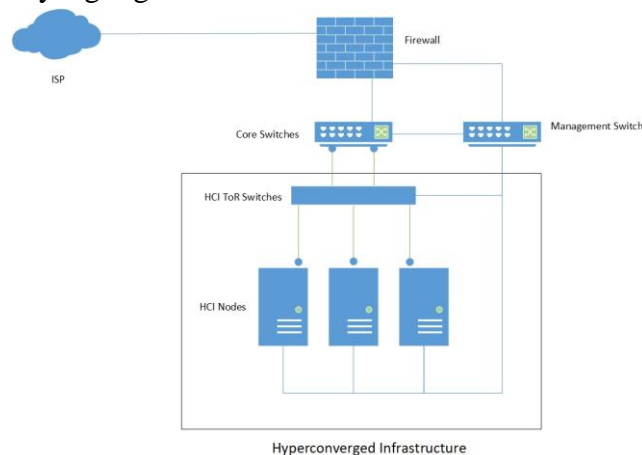 Firewall
ISP
Core Switches
Management Switch
HCI ToR Switches
HCI Nodes
Hyperconverged Infrastructure